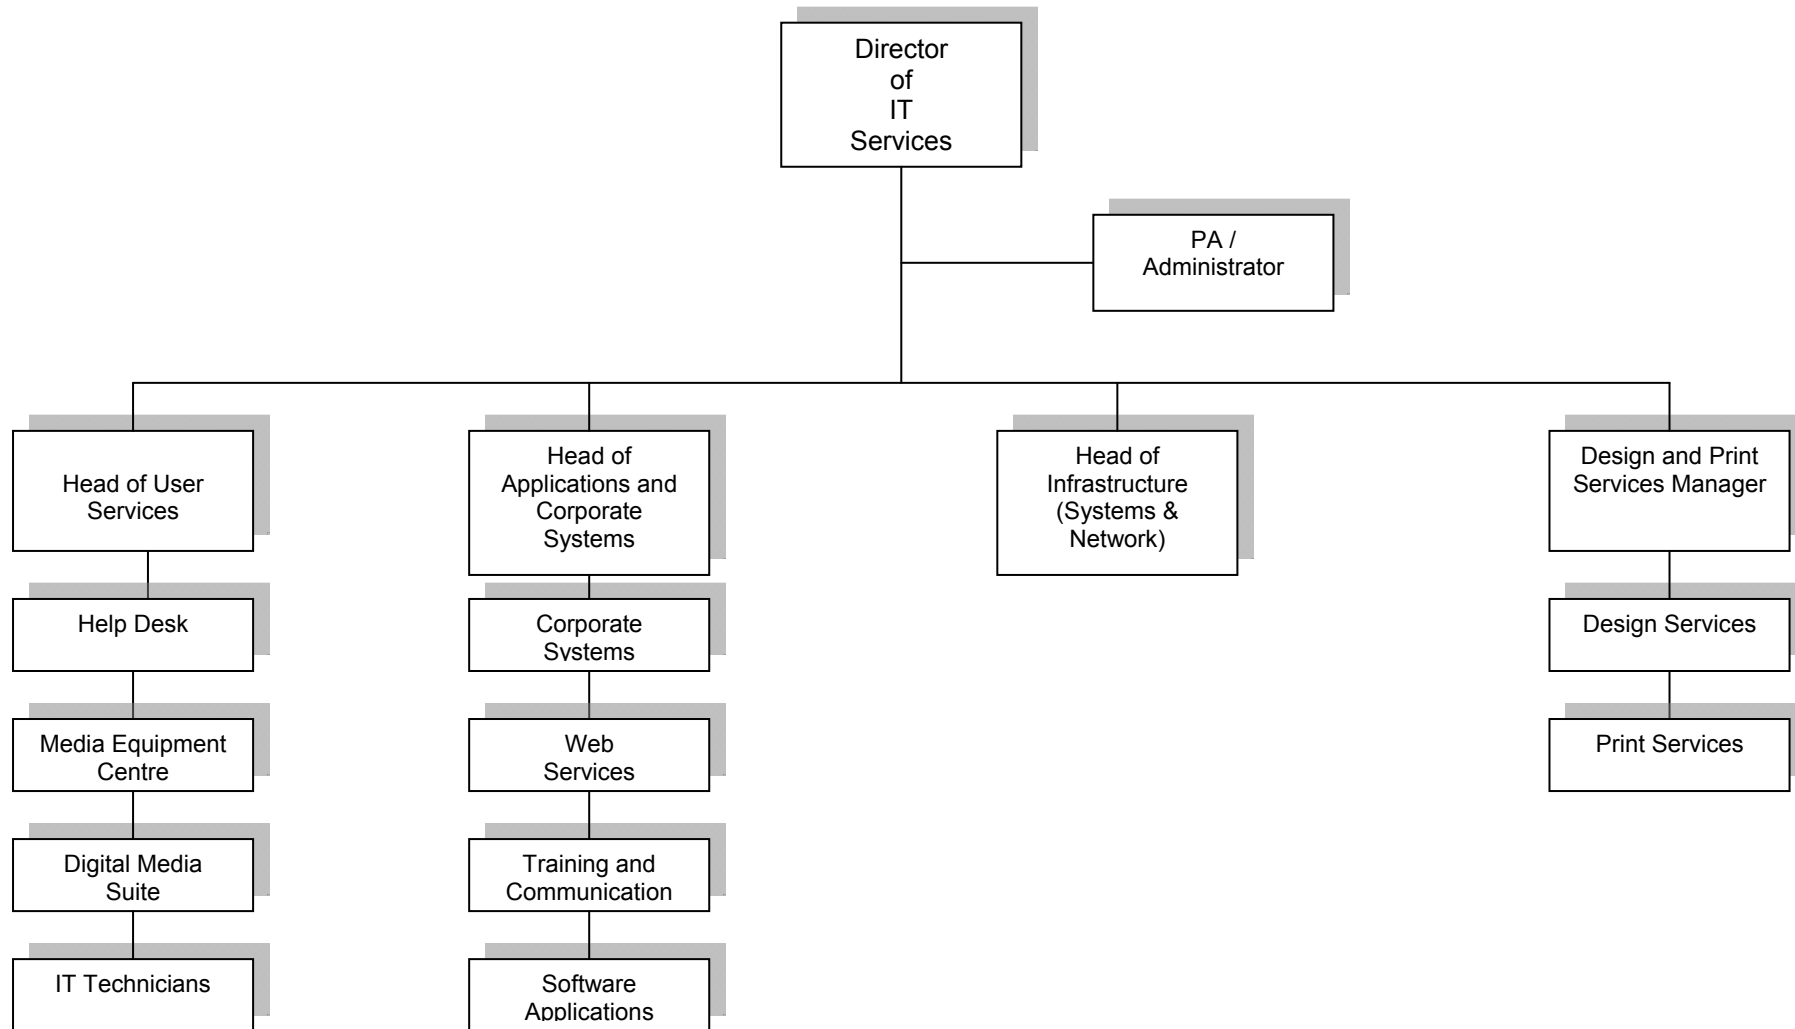 Director
of
IT
Services
PA /
Administrator
Head of User
Services
Head of
Applications and
Corporate
Systems
Head of
Infrastructure
(Systems &
Network)
Design and Print
Services Manager
Help Desk
Corporate
Systems
Design Services
Media Equipment
Centre
Web
Services
Print Services
Digital Media
Suite
Training and
Communication
IT Technicians
Software
Applications